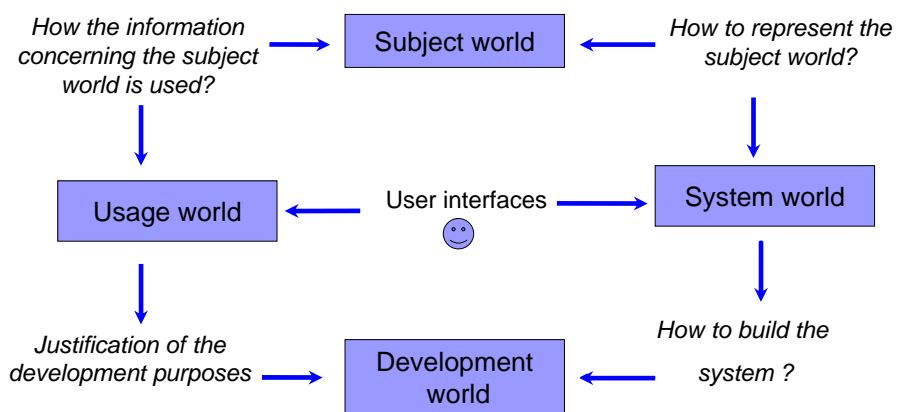 How the information
concerning the subject
world is used?
Subject world
How to represent the
subject world?
Usage world
User interfaces
System world
Justification of the
development purposes
Development
world
How to build the
system ?